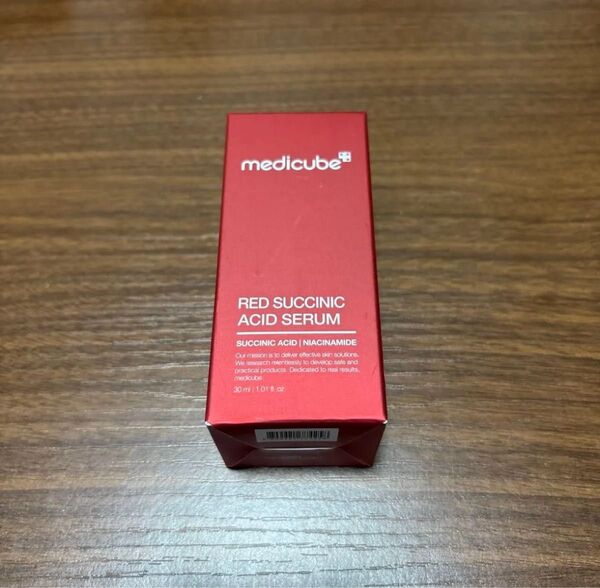 medicube
RED SUCCINIC
ACID SERUM
SUCCINIC ACID | NIACINAMIDE
Our mission is to deliver effective skin solutions.
We research relentlessly to develop safe and
practical products. Dedicated to real results,
medicube.
30 ml | 1.01 fl. oz.